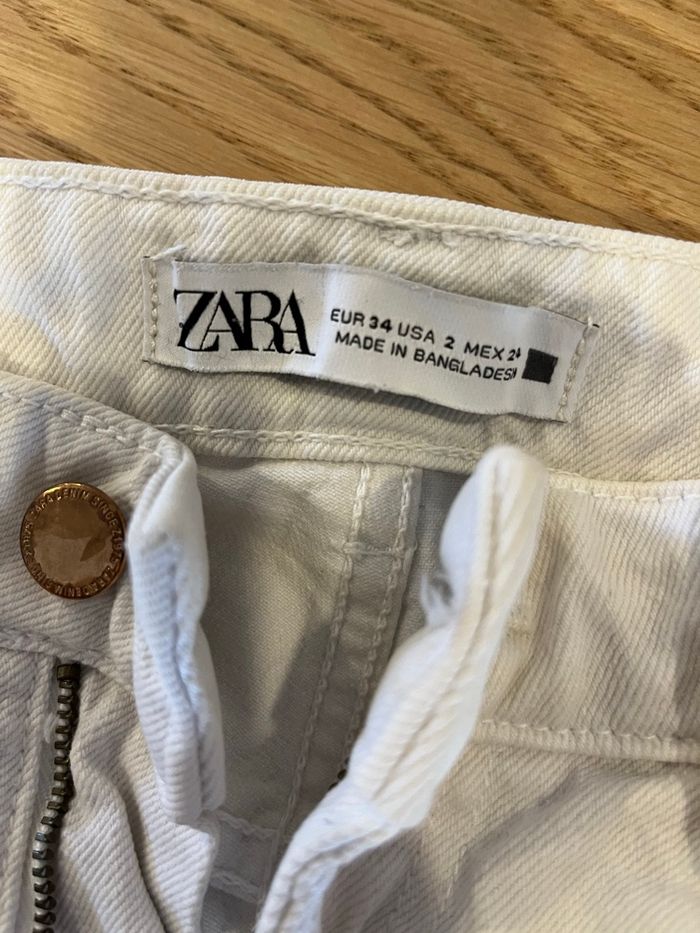 ZARA
EUR 34 USA 2 MEX 24
MADE IN BANGLADESH